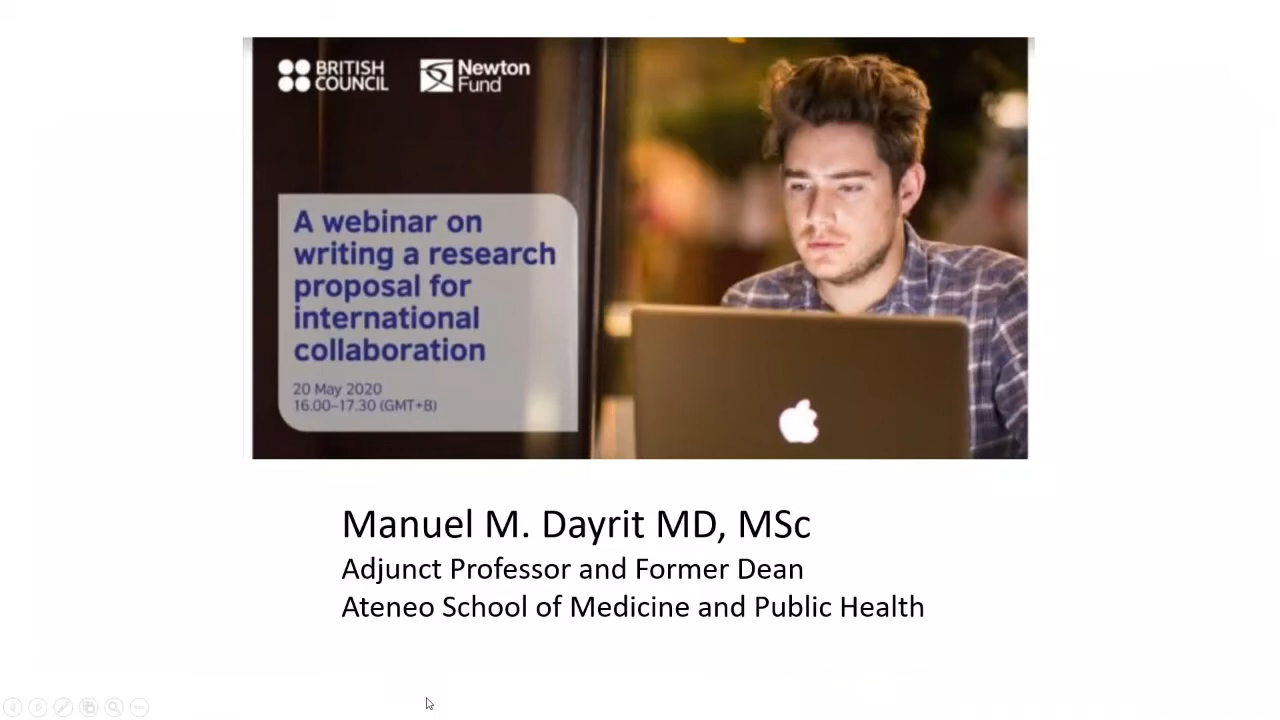 BRITISH
COUNCIL
Newton
Fund
A webinar on
writing a research
proposal for
international
collaboration
20 May 2020
16.00–17.30 (GMT+8)
Manuel M. Dayrit MD, MSc
Adjunct Professor and Former Dean
Ateneo School of Medicine and Public Health